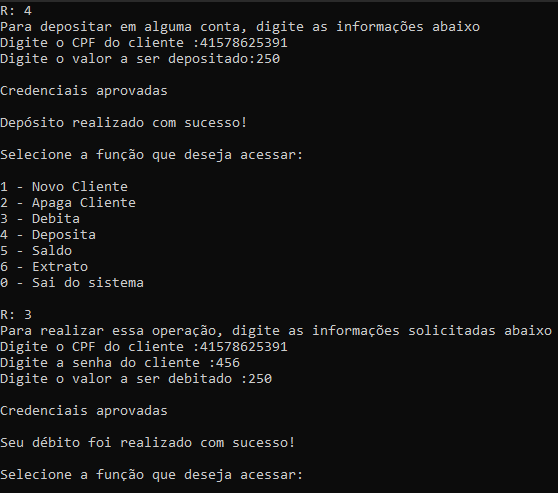 R: 4
Para depositar em alguma conta, digite as informações abaixo
Digite o CPF do cliente :41578625391
Digite o valor a ser depositado:250
Credenciais aprovadas
Depósito realizado com sucesso!
Selecione a função que deseja acessar:
1 - Novo Cliente
2 - Apaga Cliente
3 - Debita
4 - Deposita
5 - Saldo
6 - Extrato
0 - Sai do sistema
R: 3
Para realizar essa operação, digite as informações solicitadas abaixo
Digite o CPF do cliente :41578625391
Digite a senha do cliente :456
Digite o valor a ser debitado :250
Credenciais aprovadas
Seu débito foi realizado com sucesso!
Selecione a função que deseja acessar: